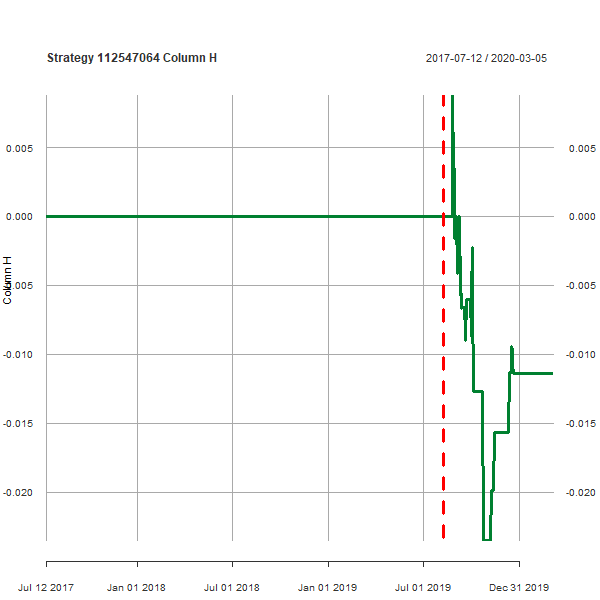 Strategy 112547064 Column H
2017-07-12 / 2020-03-05
0.005 0.005
0.000 0.000
Column H
-0.005 -0.005
-0.010 -0.010
-0.015 -0.015
-0.020 -0.020
Jul 12 2017 Jan 01 2018 Jul 01 2018 Jan 01 2019 Jul 01 2019 Dec 31 2019